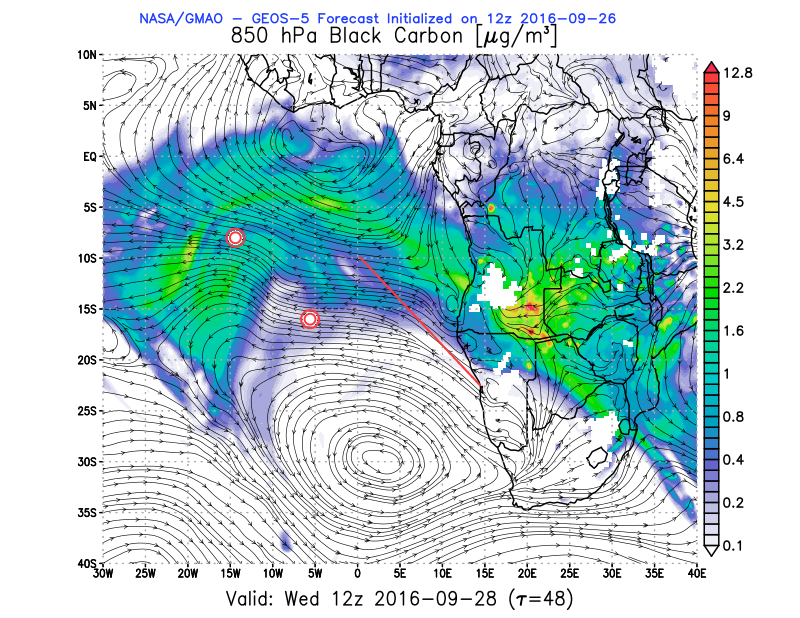 NASA/GMAO – GEOS–5 Forecast Initialized on 12z 2016–09–26
850 hPa Black Carbon [μg/m³]
10N
5N
EQ
5S
10S
15S
20S
25S
30S
35S
40S
30W 25W 20W 15W 10W 5W 0 5E 10E 15E 20E 25E 30E 35E 40E
12.8
9
6.4
4.5
3.2
2.2
1.6
1
0.8
0.4
0.2
0.1
Valid: Wed 12z 2016–09–28 (τ=48)